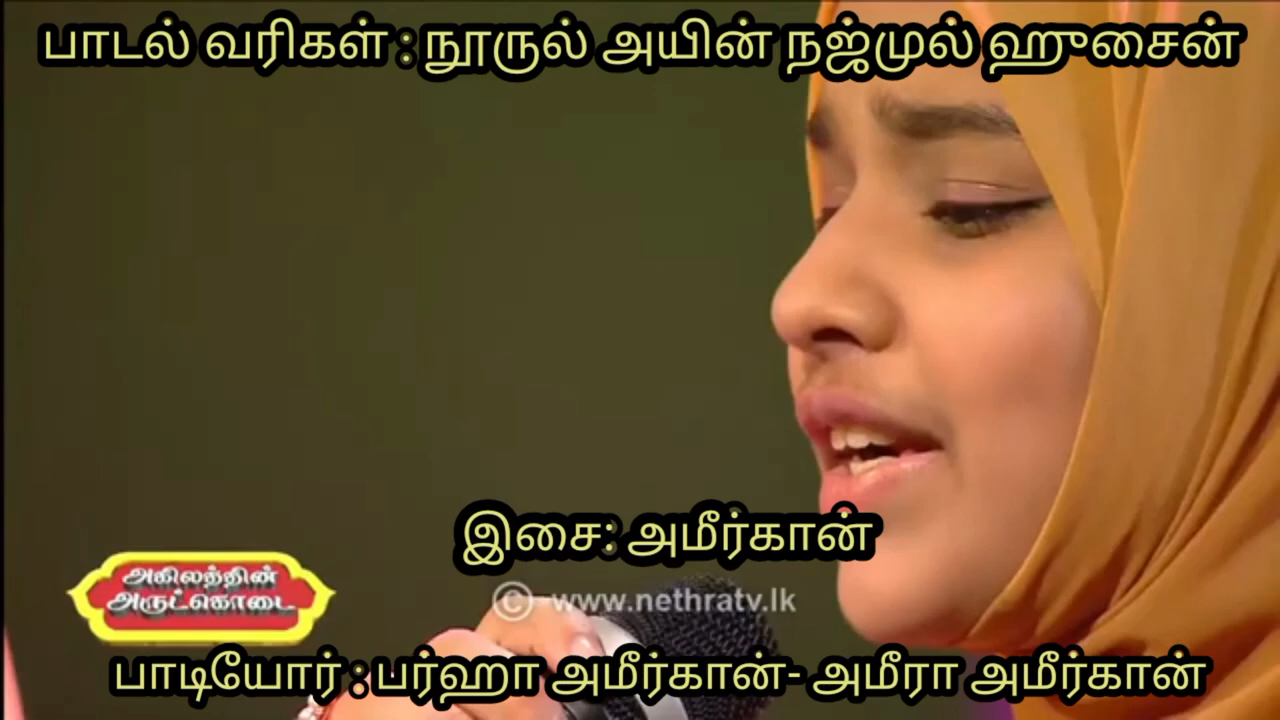 பாடல் வரிகள் : நூருல் அயின் நஜ்முல் ஹுசைன்
இசை: அமீர்கான்
அகிலத்தின்
அருட்கொடை
© www.nethratv.lk
பாடியோர் : பர்ஹா அமீர்கான்- அமீரா அமீர்கான்